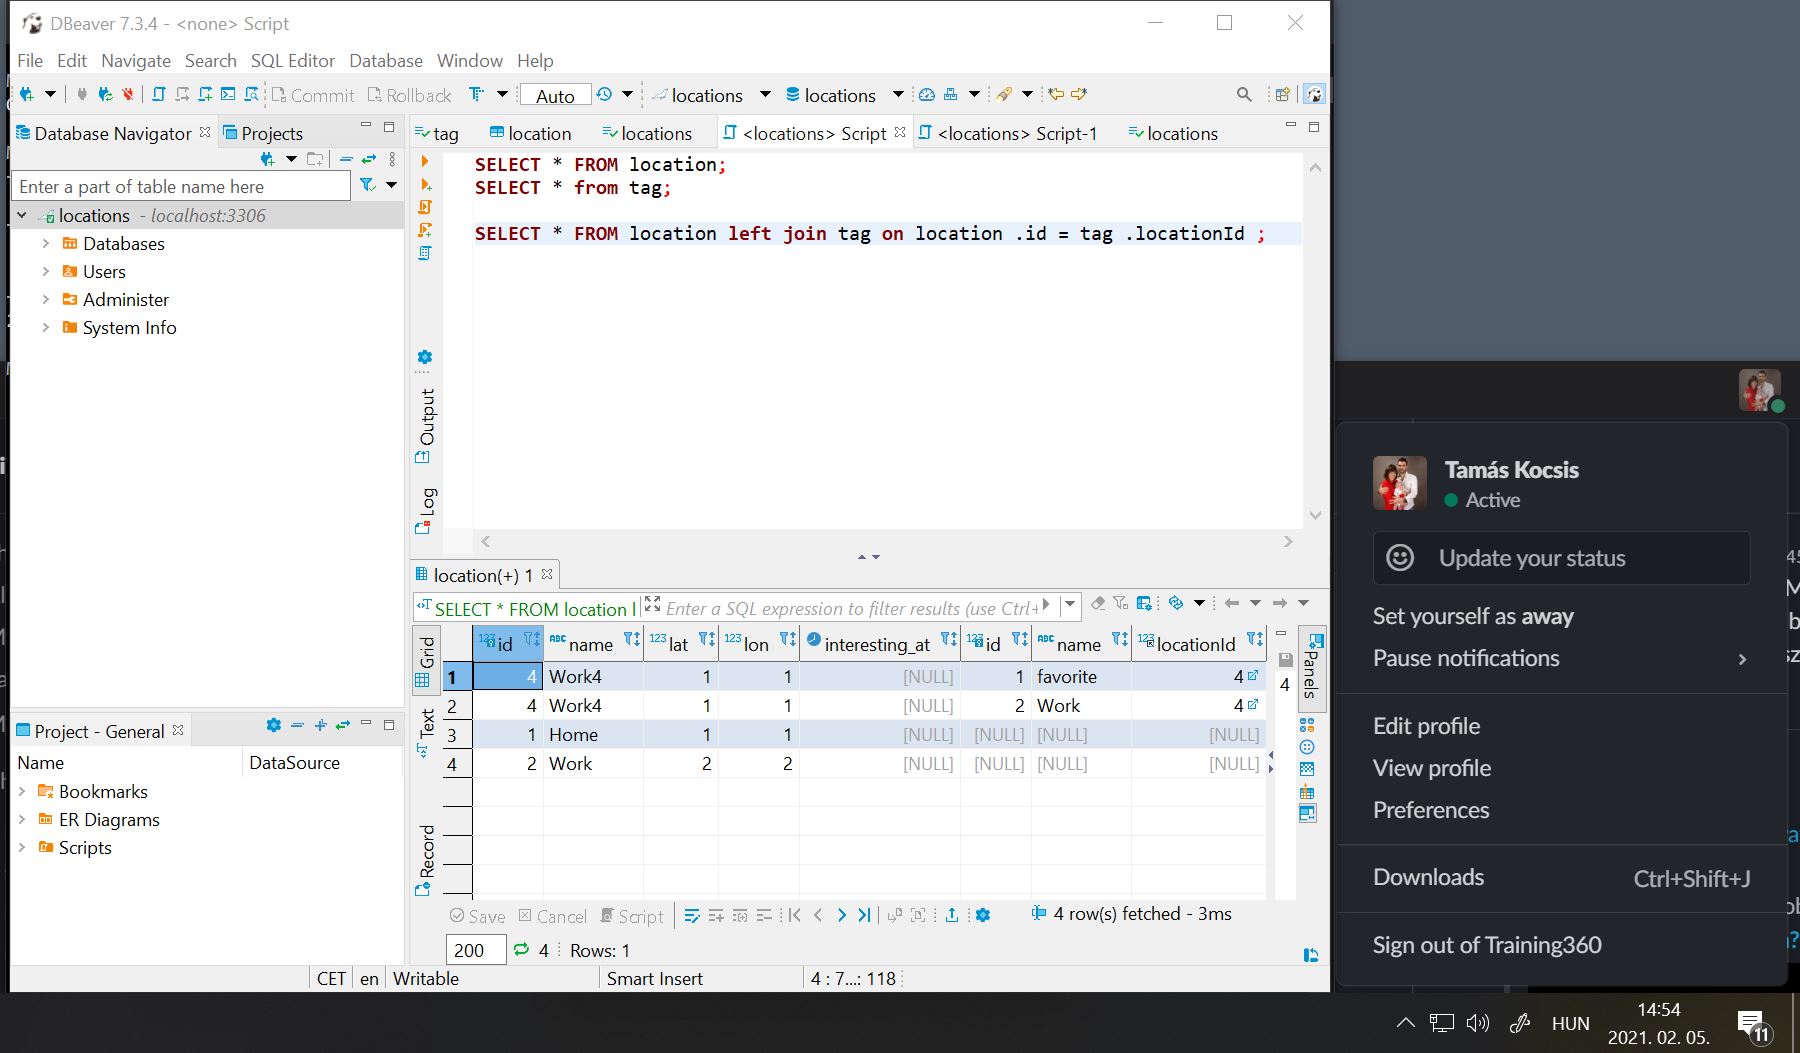 DBeaver 7.3.4 - <none> Script
File Edit Navigate Search SQL Editor Database Window Help
Commit Rollback Auto locations locations
Database Navigator Projects
Enter a part of table name here
locations - localhost:3306
Databases
Users
Administer
System Info
tag location locations <locations> Script <locations> Script-1 locations
SELECT * FROM location;
SELECT * from tag;
SELECT * FROM location left join tag on location .id = tag .locationId ;
Output
Log
location(+) 1
SELECT * FROM location l Enter a SQL expression to filter results (use Ctrl+
Grid
Text
Record
Panels
123 id ABC name 123 lat 123 lon interesting_at 123 id ABC name 123 locationId
1 4 Work4 1 1 [NULL] 1 favorite 4
2 4 Work4 1 1 [NULL] 2 Work 4
3 1 Home 1 1 [NULL] [NULL] [NULL] [NULL]
4 2 Work 2 2 [NULL] [NULL] [NULL] [NULL]
4
Save Cancel Script 4 row(s) fetched - 3ms
200 4 Rows: 1
Project - General
Name DataSource
Bookmarks
ER Diagrams
Scripts
CET en Writable Smart Insert 4 : 7...: 118
Tamás Kocsis
Active
Update your status
Set yourself as away
Pause notifications
Edit profile
View profile
Preferences
Downloads Ctrl+Shift+J
Sign out of Training360
HUN
14:54
2021. 02. 05.
11